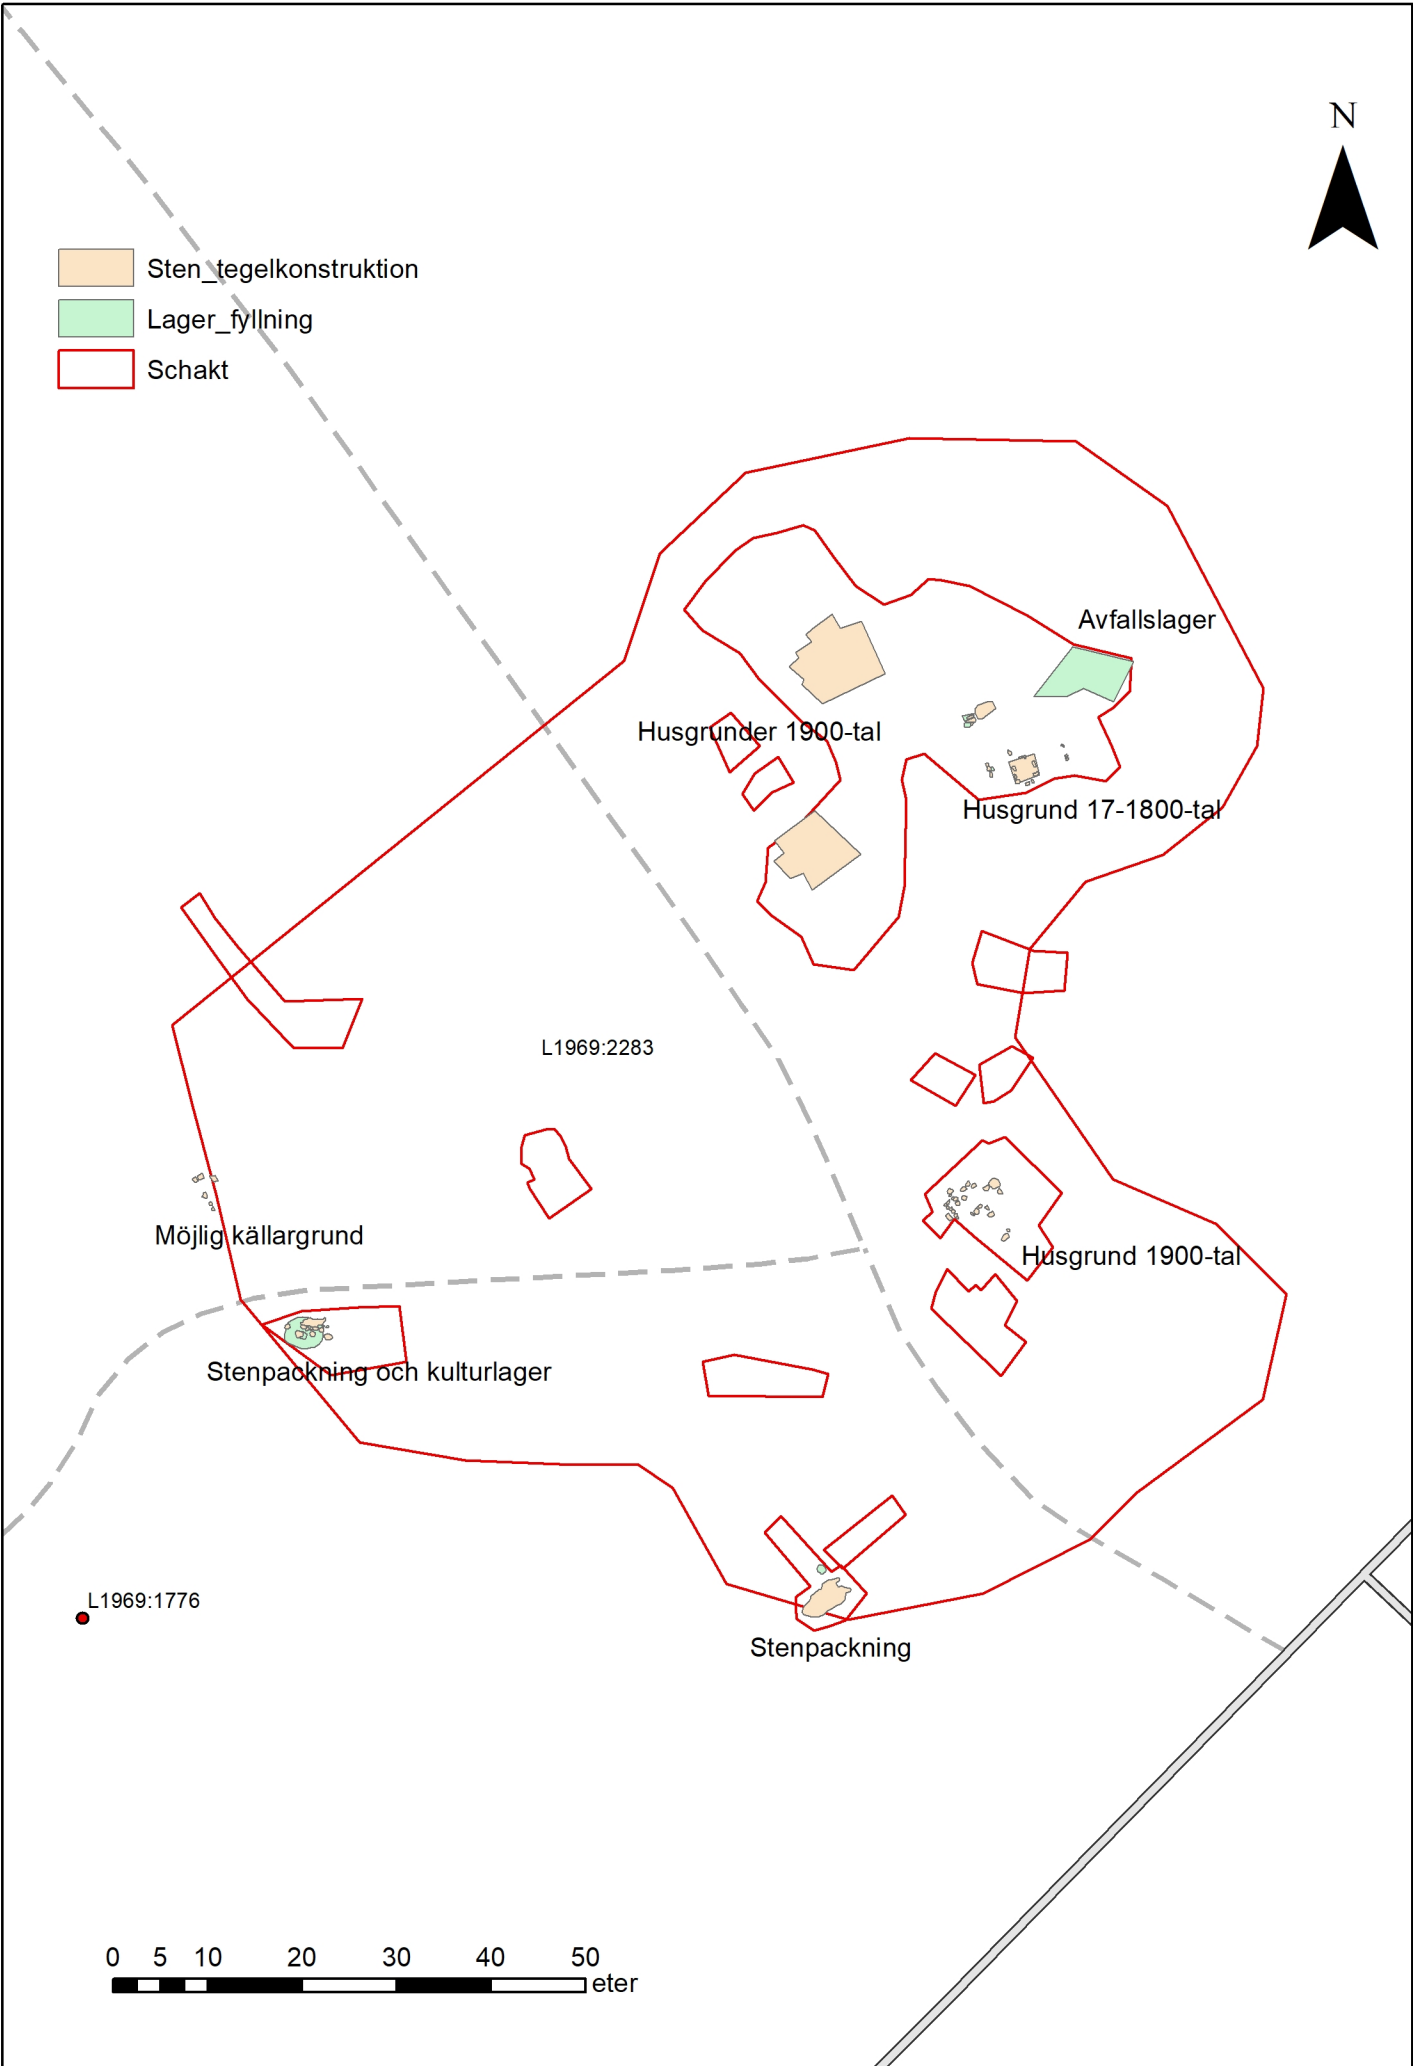 N
Sten_tegelkonstruktion
Lager_fyllning
Schakt
Avfallslager
Husgrunder 1900-tal
Husgrund 17-1800-tal
L1969:2283
Möjlig källargrund
Husgrund 1900-tal
Stenpackning och kulturlager
L1969:1776
Stenpackning
0 5 10 20 30 40 50
eter